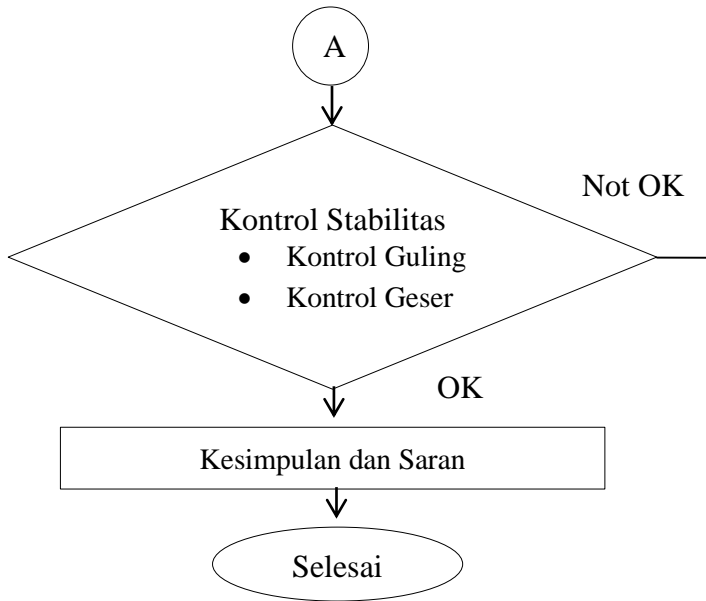 A
Not OK
Kontrol Stabilitas
• Kontrol Guling
• Kontrol Geser
OK
Kesimpulan dan Saran
Selesai